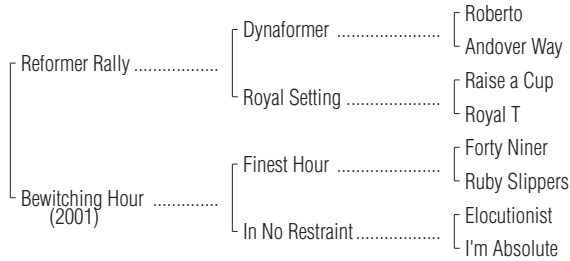 Roberto
Dynaformer ........................
Andover Way
Reformer Rally .................
Raise a Cup
Royal Setting ......................
Royal T
Forty Niner
Finest Hour ........................
Ruby Slippers
Bewitching Hour .............
(2001)
Elocutionist
In No Restraint ...................
I'm Absolute